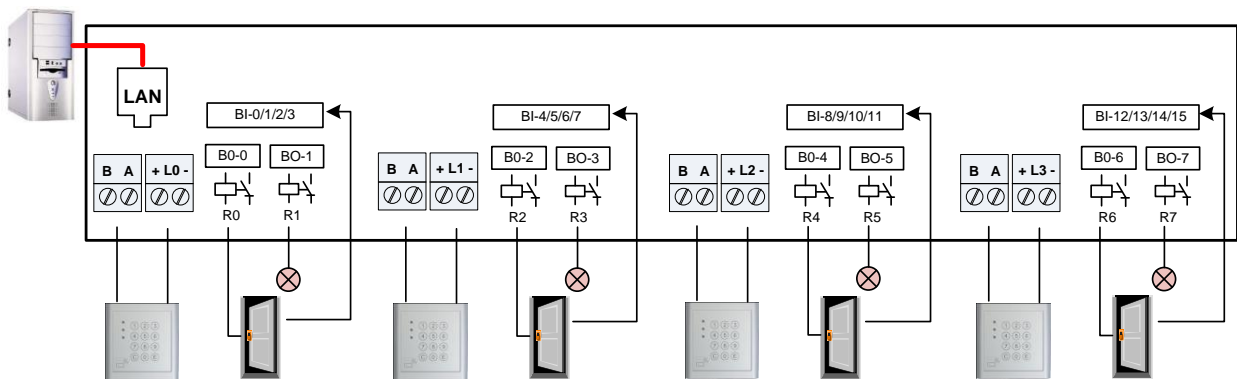 LAN
BI-0/1/2/3
B0-0 BO-1
B A + L0 -
R0 R1
BI-4/5/6/7
B0-2 BO-3
B A + L1 -
R2 R3
BI-8/9/10/11
B0-4 BO-5
B A + L2 -
R4 R5
BI-12/13/14/15
B0-6 BO-7
B A + L3 -
R6 R7